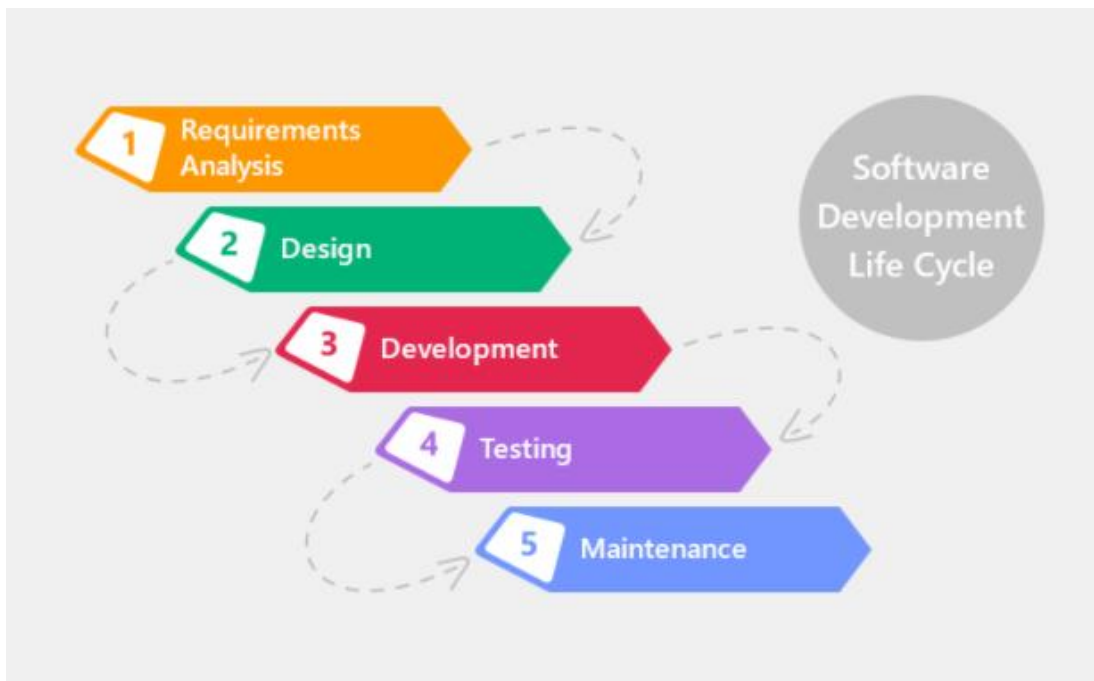 1
Requirements
Analysis
2
Design
3
Development
4
Testing
5
Maintenance
Software
Development
Life Cycle